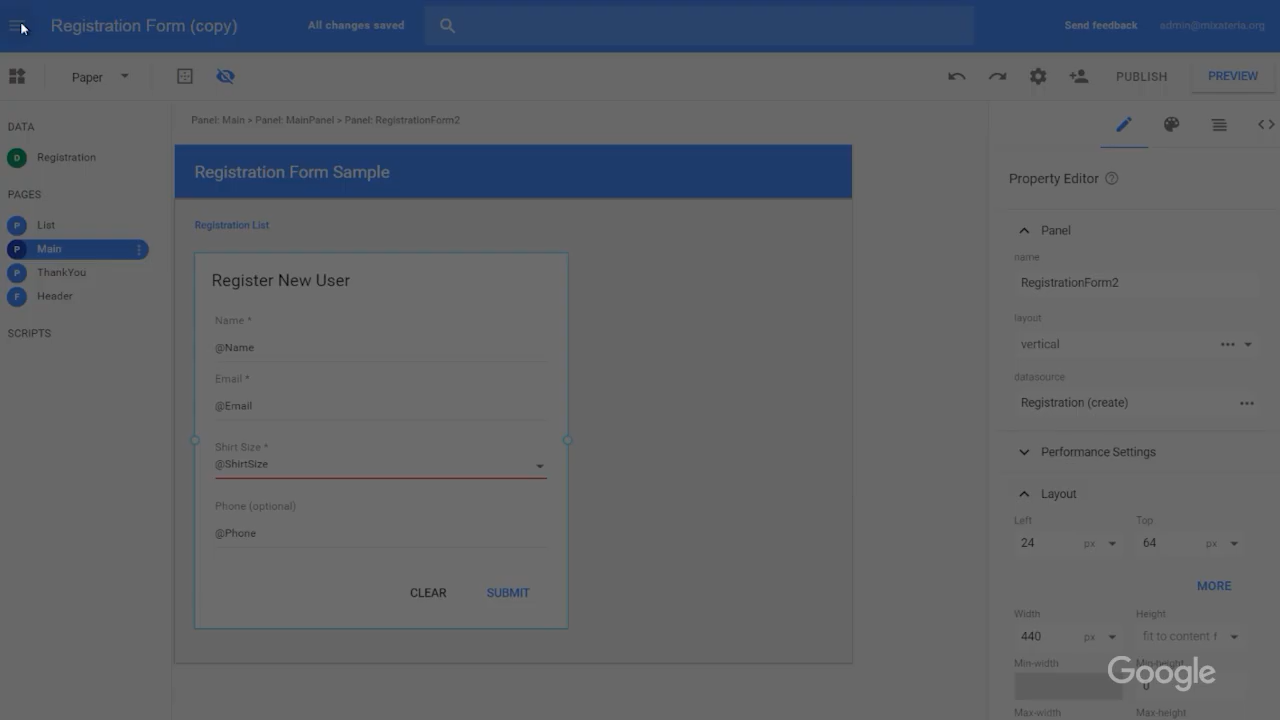 Registration Form (copy)
All changes saved
Send feedback
admin@mixateria.org
Paper
PUBLISH
PREVIEW
DATA
D Registration
PAGES
P List
P Main
P ThankYou
F Header
SCRIPTS
Panel: Main > Panel: MainPanel > Panel: RegistrationForm2
Registration Form Sample
Registration List
Register New User
Name *
@Name
Email *
@Email
Shirt Size *
@ShirtSize
Phone (optional)
@Phone
CLEAR SUBMIT
Property Editor
Panel
name
RegistrationForm2
layout
vertical
datasource
Registration (create)
Performance Settings
Layout
Left Top
24 px 64 px
MORE
Width Height
440 px fit to content
Min-width Min-height
0
Max-width Max-height
Google